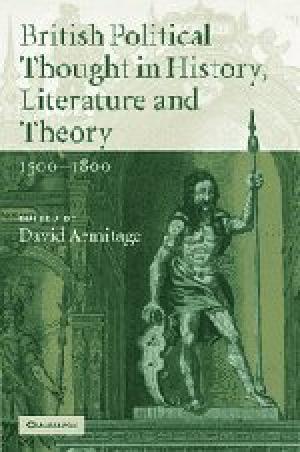 British Political
Thought in History,
Literature and
Theory
1500–1800
EDITED BY
David Armitage
CAMBRIDGE